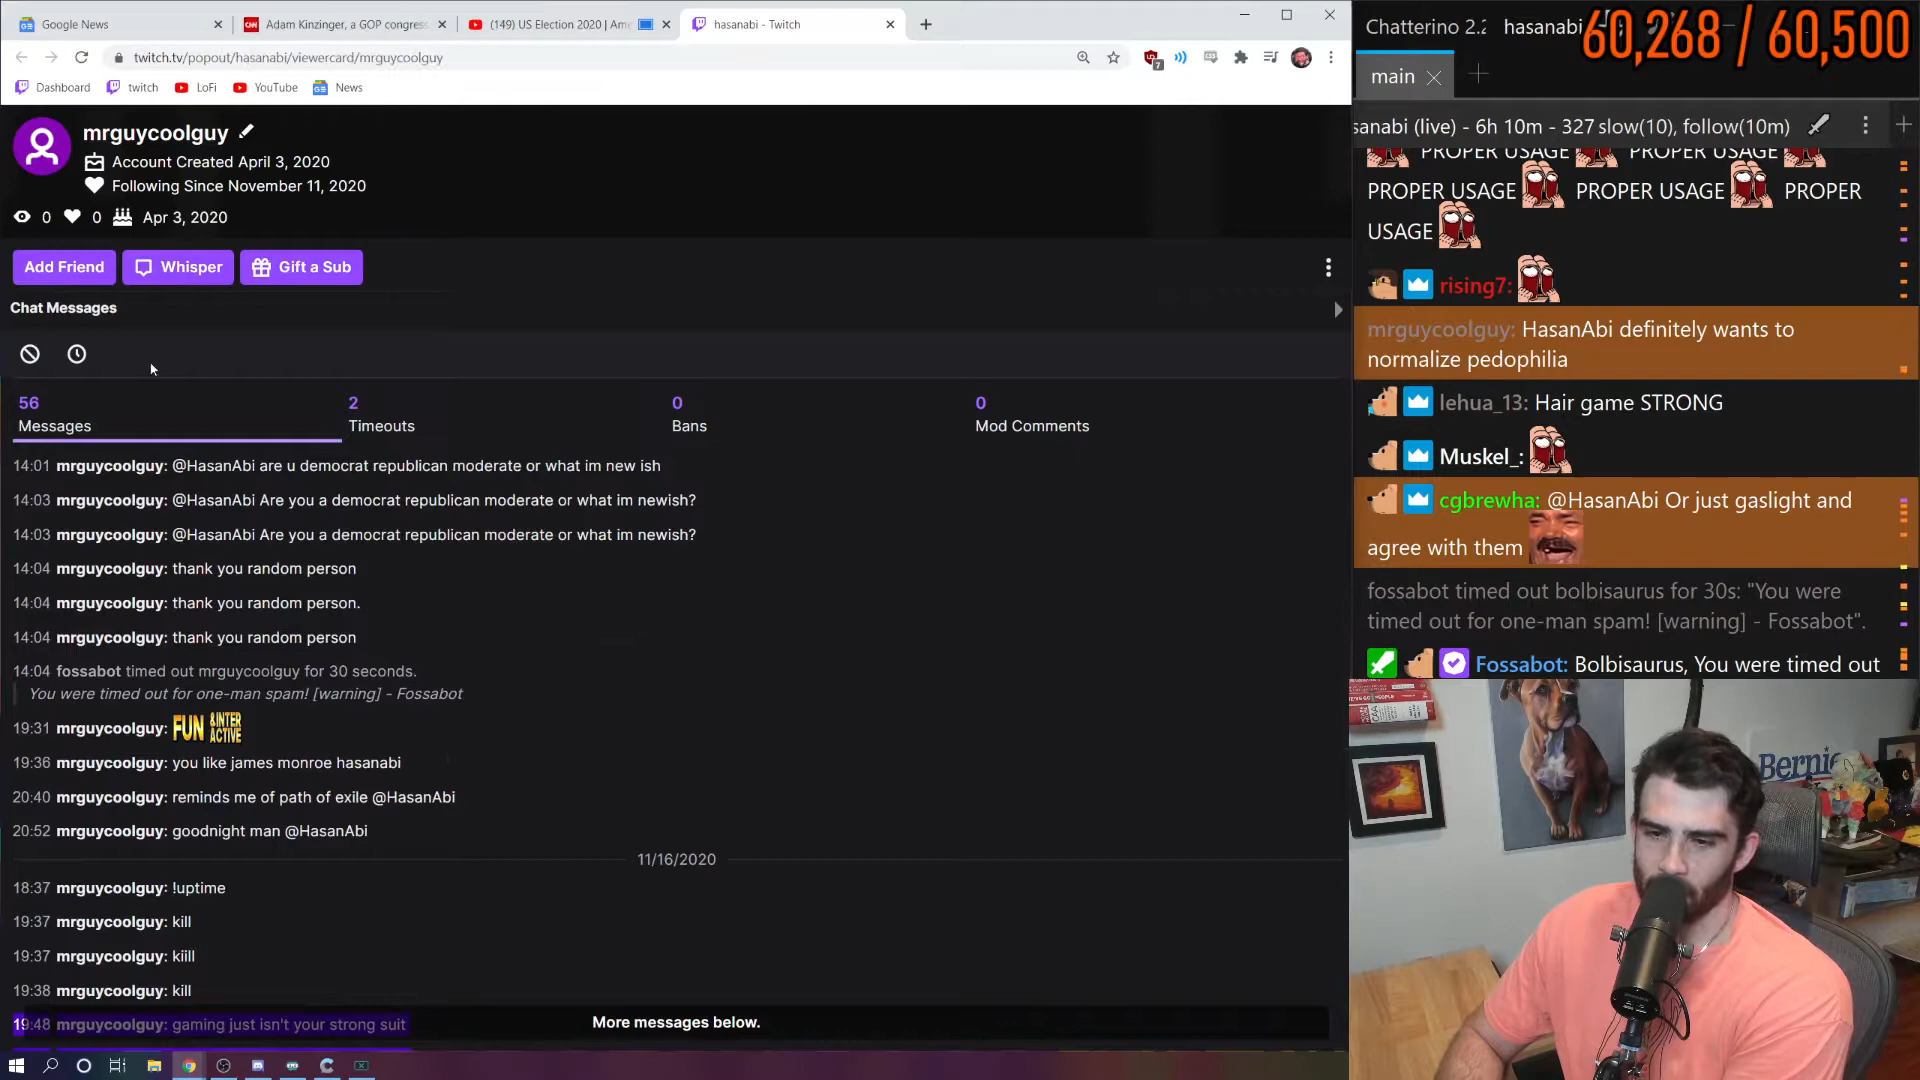 Google News
Adam Kinzinger, a GOP congres
(149) US Election 2020 | Am
hasanabi - Twitch
twitch.tv/popout/hasanabi/viewercard/mrguycoolguy
7
Dashboard
twitch
LoFi
YouTube
News
mrguycoolguy
Account Created April 3, 2020
Following Since November 11, 2020
0
0
Apr 3, 2020
Add Friend
Whisper
Gift a Sub
Chat Messages
56
Messages
2
Timeouts
0
Bans
0
Mod Comments
14:01 mrguycoolguy: @HasanAbi are u democrat republican moderate or what im new ish
14:03 mrguycoolguy: @HasanAbi Are you a democrat republican moderate or what im newish?
14:03 mrguycoolguy: @HasanAbi Are you a democrat republican moderate or what im newish?
14:04 mrguycoolguy: thank you random person
14:04 mrguycoolguy: thank you random person.
14:04 mrguycoolguy: thank you random person
14:04 fossabot timed out mrguycoolguy for 30 seconds.
You were timed out for one-man spam! [warning] - Fossabot
19:31 mrguycoolguy: FUN &INTER ACTIVE
19:36 mrguycoolguy: you like james monroe hasanabi
20:40 mrguycoolguy: reminds me of path of exile @HasanAbi
20:52 mrguycoolguy: goodnight man @HasanAbi
11/16/2020
18:37 mrguycoolguy: !uptime
19:37 mrguycoolguy: kill
19:37 mrguycoolguy: kiill
19:38 mrguycoolguy: kill
19:48 mrguycoolguy: gaming just isn't your strong suit
More messages below.
Chatterino 2.2
hasanabi
60,268 / 60,500
main
sanabi (live) - 6h 10m - 327 slow(10), follow(10m)
PROPER USAGE PROPER USAGE
PROPER USAGE PROPER USAGE PROPER
USAGE
rising7:
mrguycoolguy: HasanAbi definitely wants to
normalize pedophilia
lehua_13: Hair game STRONG
Muskel_:
cgbrewha: @HasanAbi Or just gaslight and
agree with them
fossabot timed out bolbisaurus for 30s: "You were
timed out for one-man spam! [warning] - Fossabot".
Fossabot: Bolbisaurus, You were timed out
Bernie